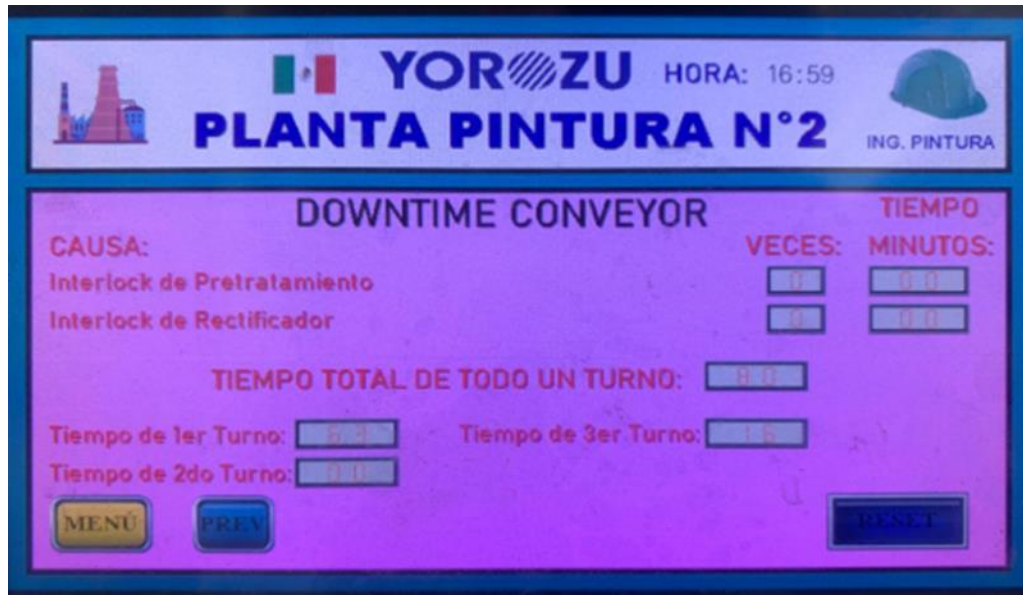 YOROZU HORA: 16:59
PLANTA PINTURA N°2
ING. PINTURA
DOWNTIME CONVEYOR
TIEMPO
CAUSA: VECES: MINUTOS:
Interlock de Pretratamiento 0 00
Interlock de Rectificador 0 00
TIEMPO TOTAL DE TODO UN TURNO: 80
Tiempo de 1er Turno: Tiempo de 3er Turno: 16
Tiempo de 2do Turno: 00
MENÚ PREV RESET